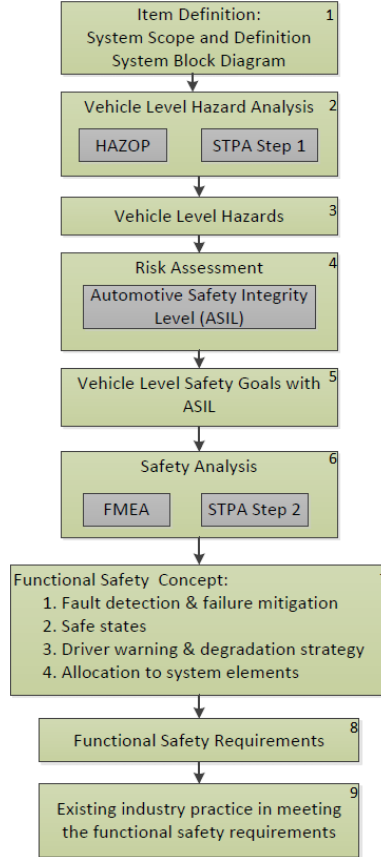 Item Definition:
1
System Scope and Definition
System Block Diagram
Vehicle Level Hazard Analysis
2
HAZOP
STPA Step 1
Vehicle Level Hazards
3
Risk Assessment
4
Automotive Safety Integrity
Level (ASIL)
Vehicle Level Safety Goals with
5
ASIL
Safety Analysis
6
FMEA
STPA Step 2
Functional Safety Concept:
1. Fault detection & failure mitigation
2. Safe states
3. Driver warning & degradation strategy
4. Allocation to system elements
Functional Safety Requirements
8
Existing industry practice in meeting
9
the functional safety requirements